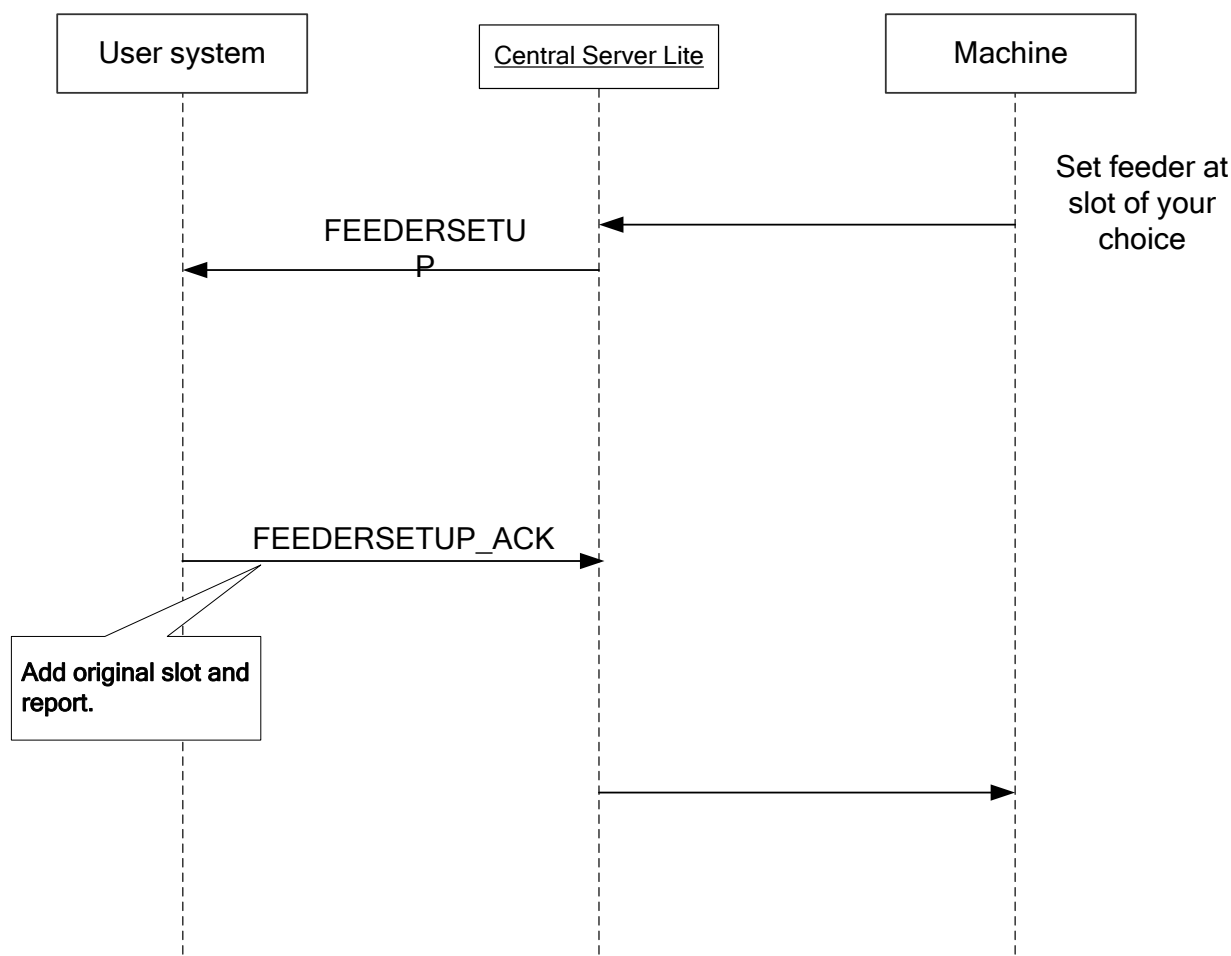 User system
Central Server Lite
Machine
Set feeder at
slot of your
choice
FEEDERSETU
P
FEEDERSETUP_ACK
Add original slot and
report.